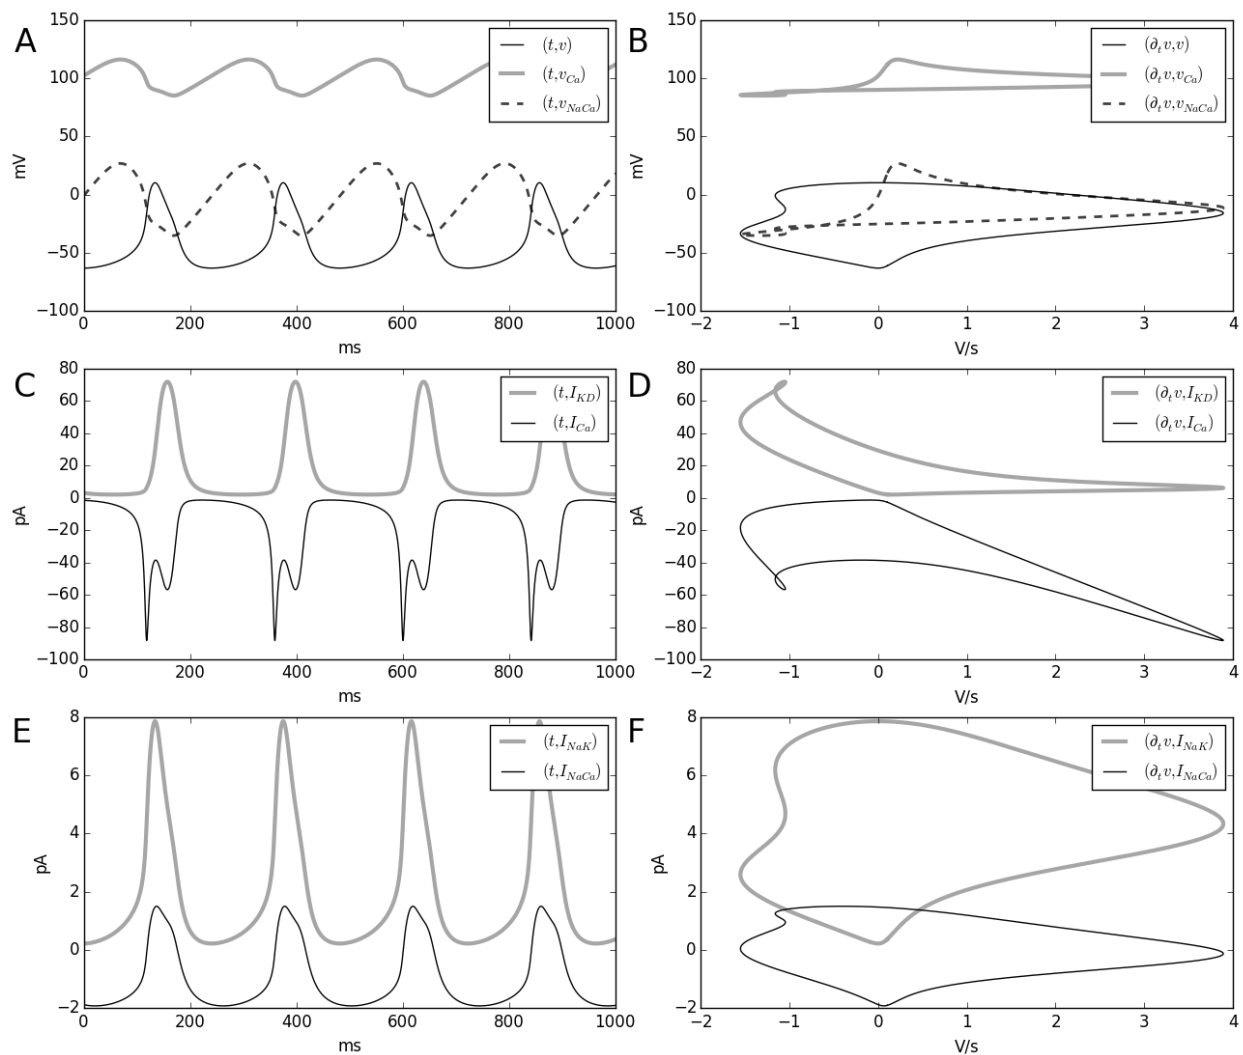 A
150
100
50
0
−50
−100
mV
0 200 400 600 800 1000
ms
(t,v)
(t,v_Ca)
(t,v_NaCa)
B
150
100
50
0
−50
−100
mV
−2 −1 0 1 2 3 4
V/s
(∂_t v,v)
(∂_t v,v_Ca)
(∂_t v,v_NaCa)
C
80
60
40
20
0
−20
−40
−60
−80
−100
pA
0 200 400 600 800 1000
ms
(t,I_KD)
(t,I_Ca)
D
80
60
40
20
0
−20
−40
−60
−80
−100
pA
−2 −1 0 1 2 3 4
V/s
(∂_t v,I_KD)
(∂_t v,I_Ca)
E
8
6
4
2
0
−2
pA
0 200 400 600 800 1000
ms
(t,I_NaK)
(t,I_NaCa)
F
8
6
4
2
0
−2
pA
−2 −1 0 1 2 3 4
V/s
(∂_t v,I_NaK)
(∂_t v,I_NaCa)